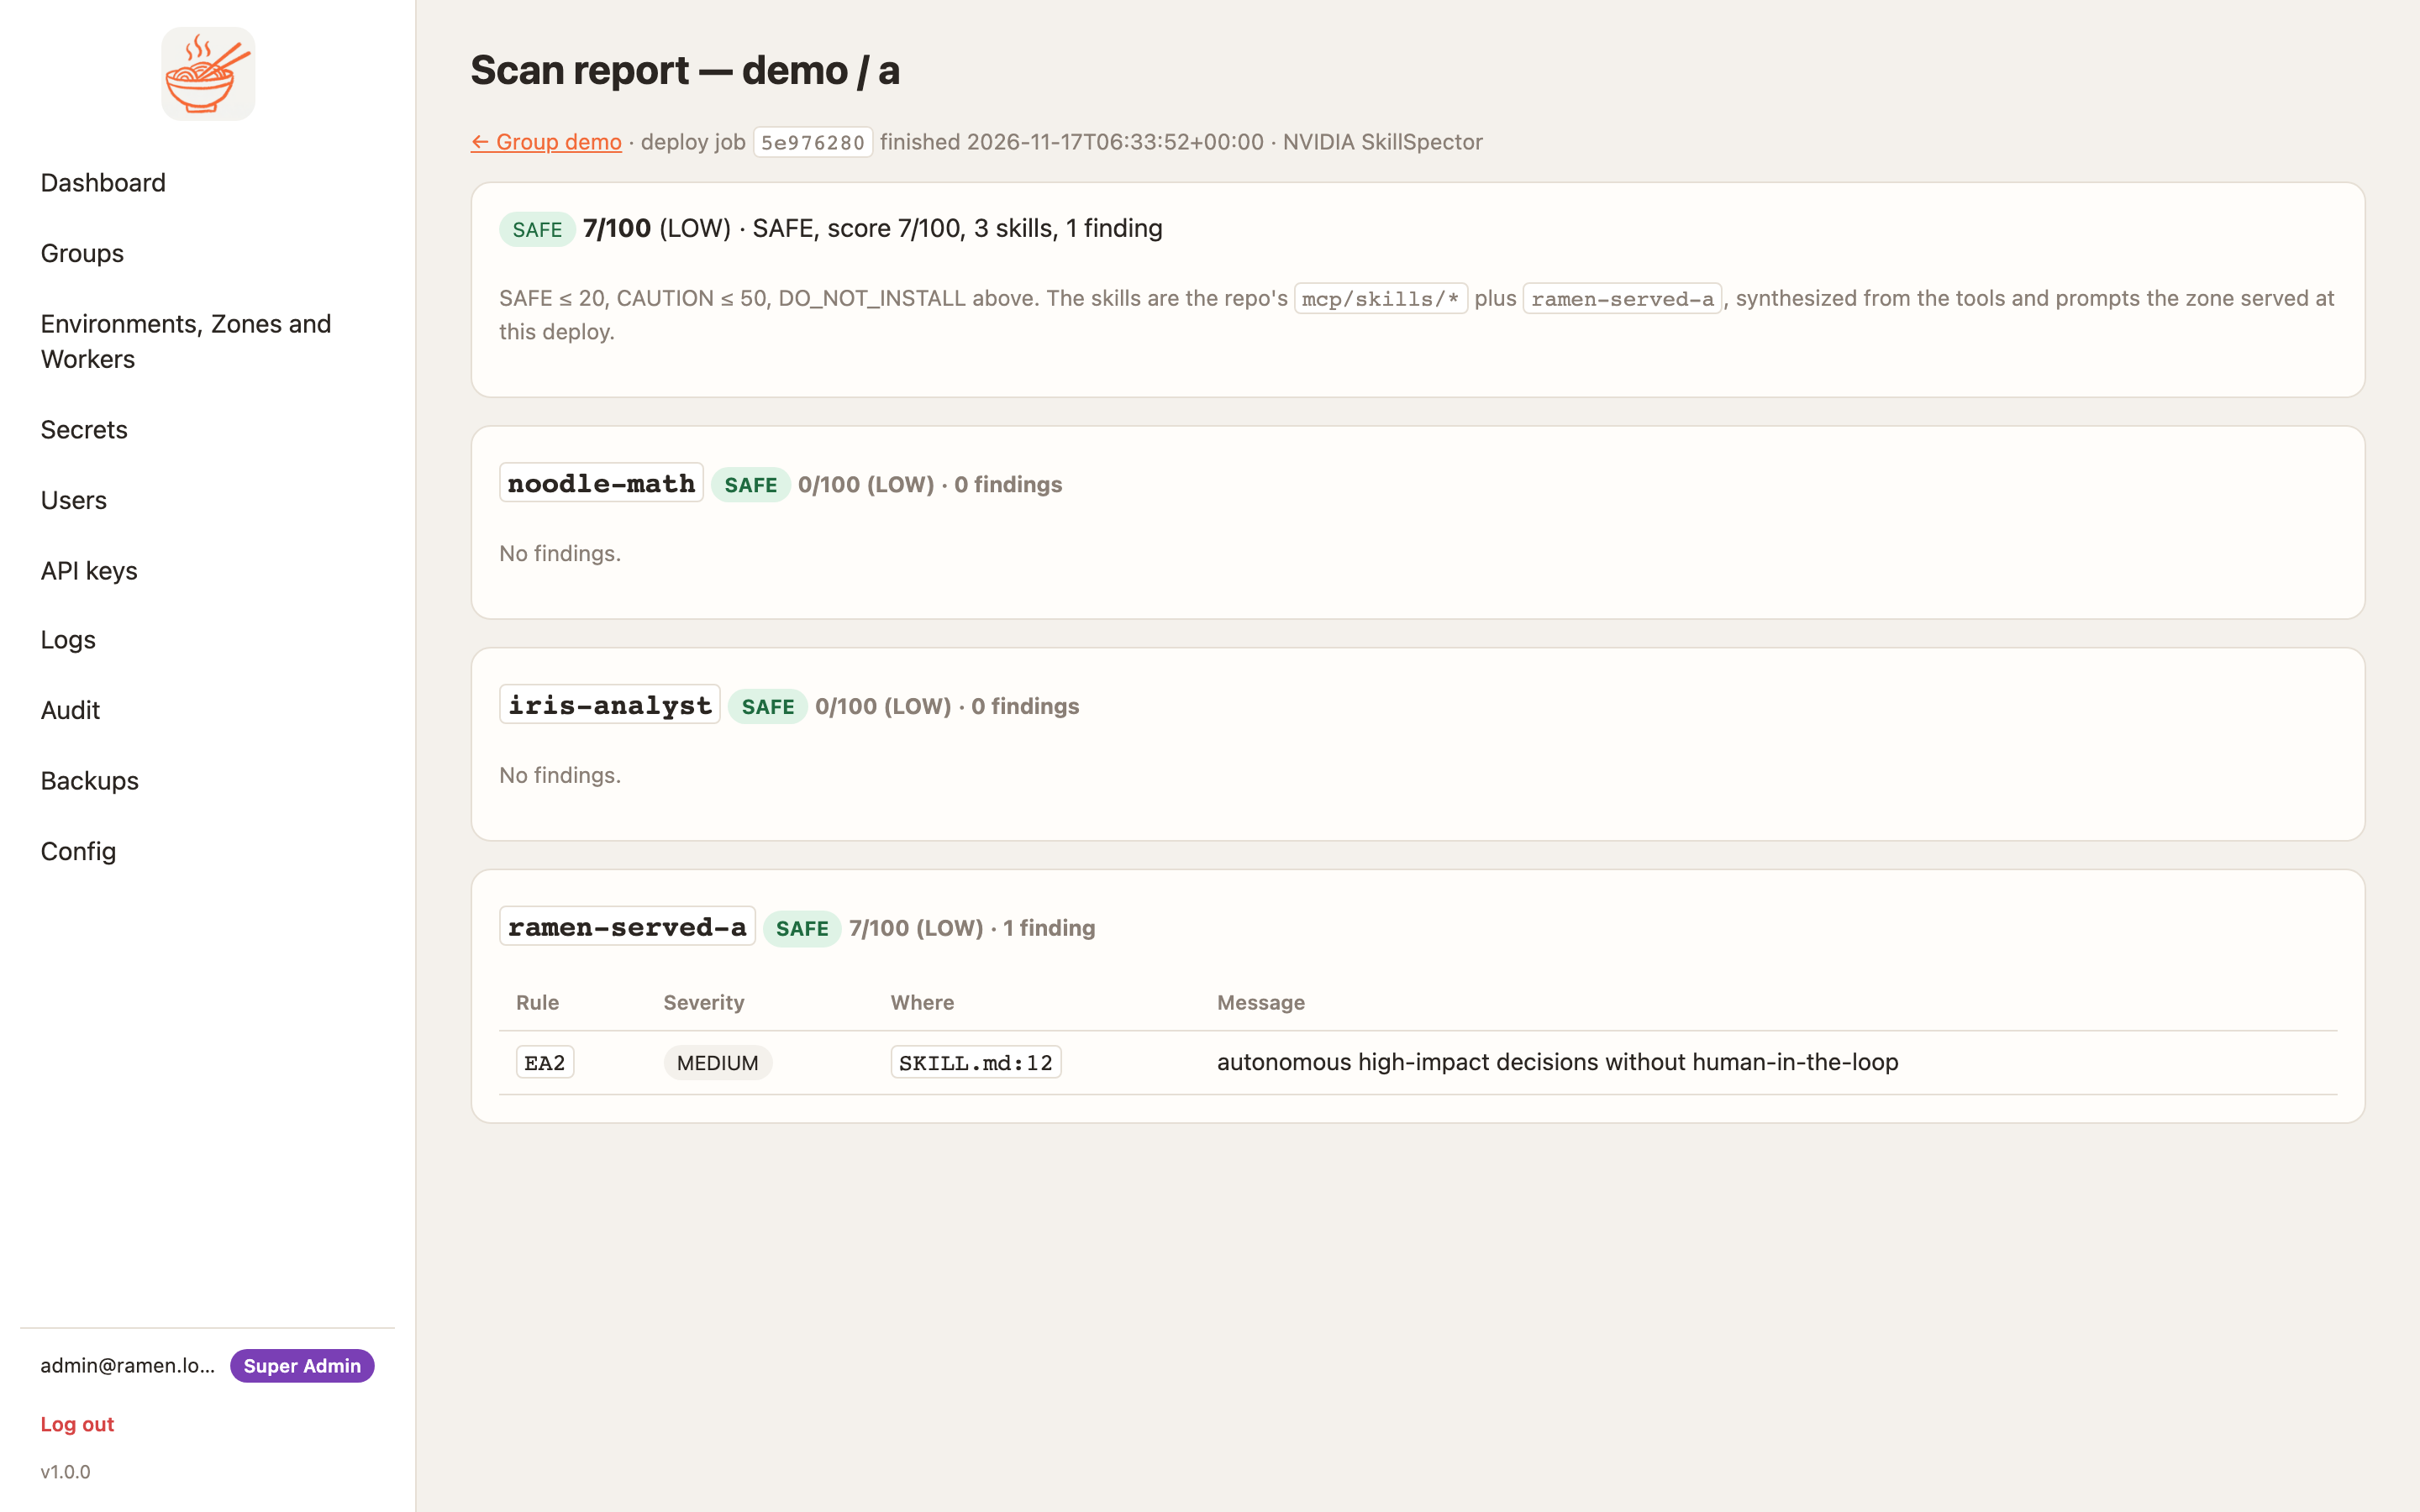 Dashboard
Groups
Environments, Zones and
Workers
Secrets
Users
API keys
Logs
Audit
Backups
Config
admin@ramen.lo... Super Admin
Log out
v1.0.0
Scan report — demo / a
← Group demo · deploy job 5e976280 finished 2026-11-17T06:33:52+00:00 · NVIDIA SkillSpector
SAFE 7/100 (LOW) · SAFE, score 7/100, 3 skills, 1 finding
SAFE ≤ 20, CAUTION ≤ 50, DO_NOT_INSTALL above. The skills are the repo's mcp/skills/* plus ramen-served-a, synthesized from the tools and prompts the zone served at
this deploy.
noodle-math SAFE 0/100 (LOW) · 0 findings
No findings.
iris-analyst SAFE 0/100 (LOW) · 0 findings
No findings.
ramen-served-a SAFE 7/100 (LOW) · 1 finding
Rule Severity Where Message
EA2 MEDIUM SKILL.md:12 autonomous high-impact decisions without human-in-the-loop